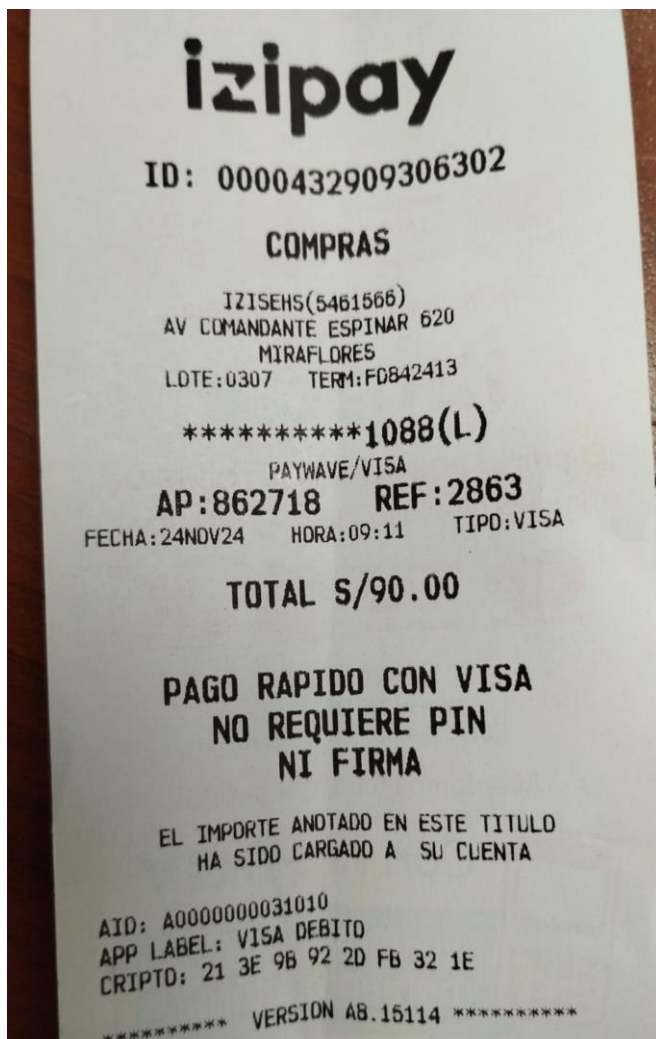 izipay
ID: 0000432909306302
COMPRAS
IZISEHS(5461566)
AV COMANDANTE ESPINAR 620
MIRAFLORES
LOTE:0307 TERM:FD842413
**********1088(L)
PAYWAVE/VISA
AP:862718 REF:2863
FECHA:24NOV24 HORA:09:11 TIPO:VISA
TOTAL S/90.00
PAGO RAPIDO CON VISA
NO REQUIERE PIN
NI FIRMA
EL IMPORTE ANOTADO EN ESTE TITULO
HA SIDO CARGADO A SU CUENTA
AID: A0000000031010
APP LABEL: VISA DEBITO
CRIPTO: 21 3E 9B 92 2D FB 32 1E
********** VERSION A8.15114 **********